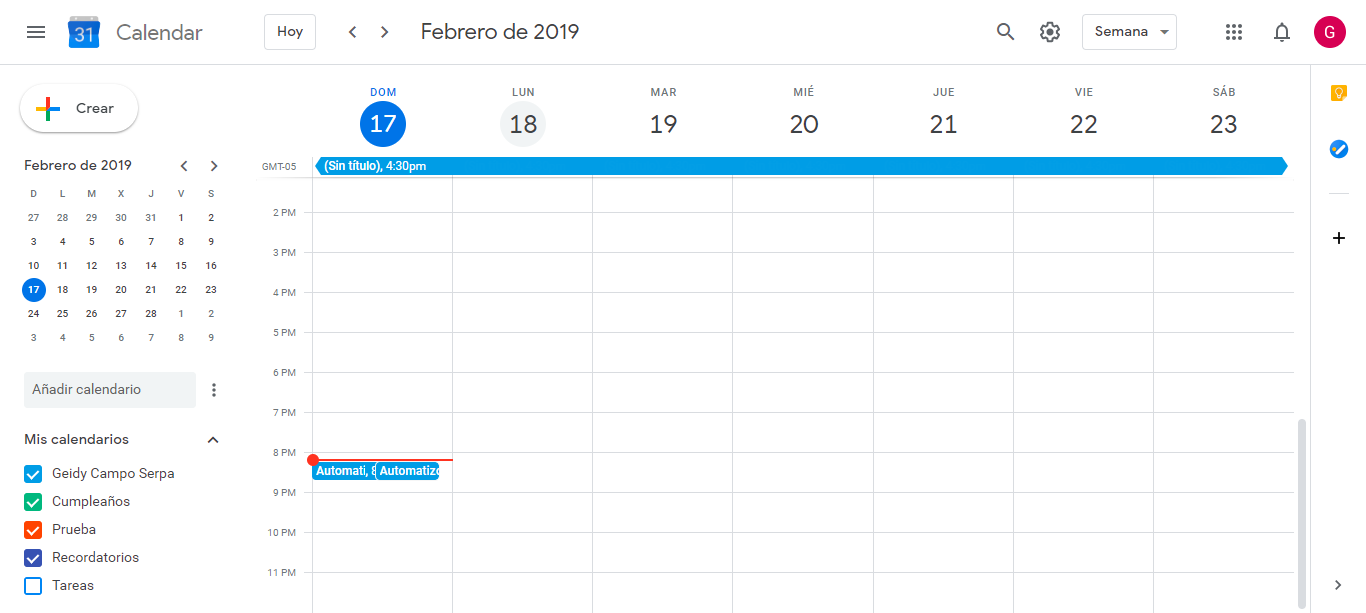 31 Calendar Hoy Febrero de 2019 Semana G
Crear
DOM LUN MAR MIÉ JUE VIE SÁB
17 18 19 20 21 22 23
GMT-05 (Sin título), 4:30pm
Febrero de 2019
D L M X J V S
27 28 29 30 31 1 2
3 4 5 6 7 8 9
10 11 12 13 14 15 16
17 18 19 20 21 22 23
24 25 26 27 28 1 2
3 4 5 6 7 8 9
Añadir calendario
Mis calendarios
Geidy Campo Serpa
Cumpleaños
Prueba
Recordatorios
Tareas
2 PM
3 PM
4 PM
5 PM
6 PM
7 PM
8 PM
Automati, 8 Automatizo
9 PM
10 PM
11 PM